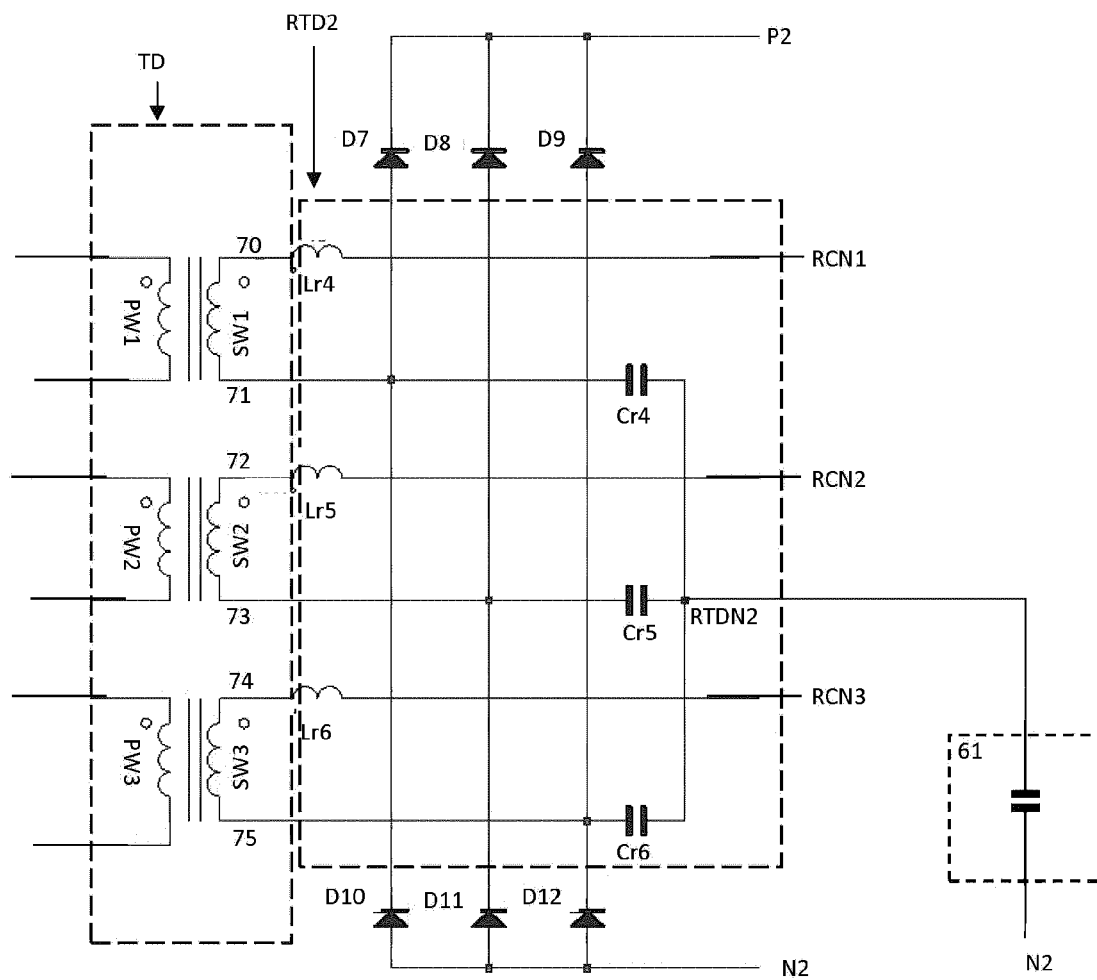 RTD2
P2
TD
D7
D8
D9
70
RCN1
Lr4
PW1
SW1
71
Cr4
72
RCN2
Lr5
PW2
SW2
73
Cr5
RTDN2
74
RCN3
Lr6
PW3
SW3
61
75
Cr6
D10
D11
D12
N2
N2